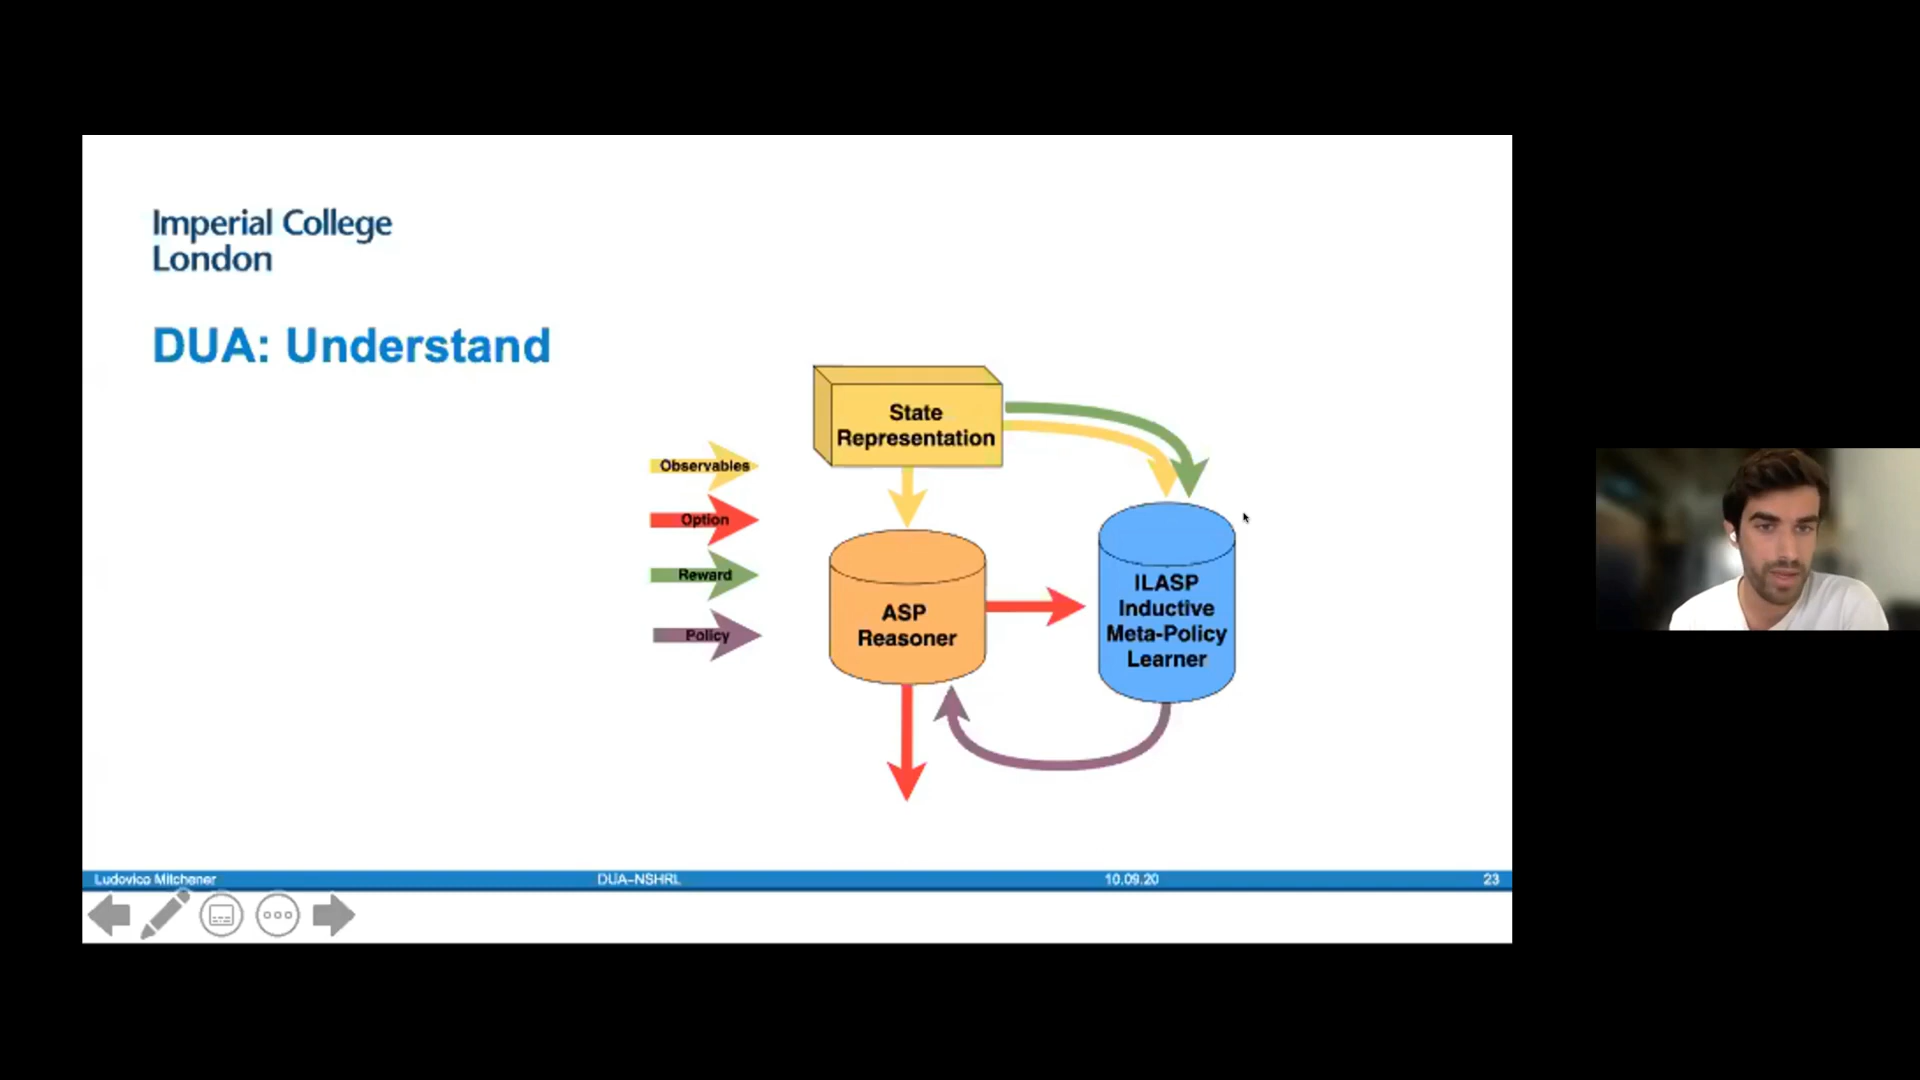 Imperial College
London
DUA: Understand
State
Representation
Observables
Option
Reward
Policy
ASP
Reasoner
ILASP
Inductive
Meta-Policy
Learner
Ludovico Mitchener
DUA-NSHRL
10.09.20
23